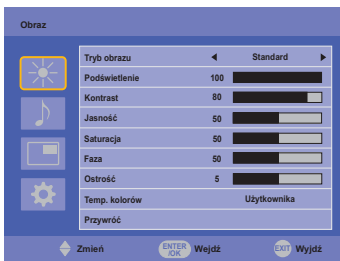 Obraz
Tryb obrazu Standard
Podświetlenie 100
Kontrast 80
Jasność 50
Saturacja 50
Faza 50
Ostrość 5
Temp. kolorów Użytkownika
Przywróć
Zmień ENTER /OK Wejdź EXIT Wyjdź